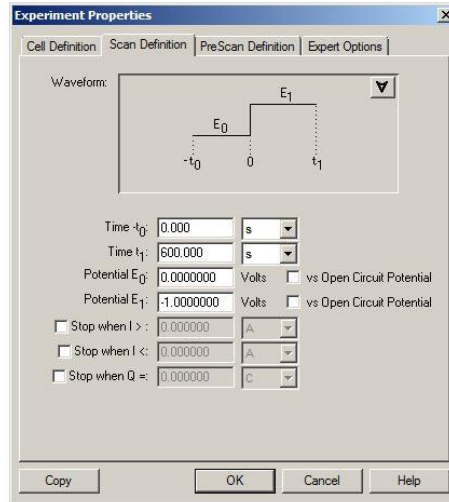 Experiment Properties
Cell Definition Scan Definition PreScan Definition Expert Options
Waveform:
∀
E1
E0
-t0 0 t1
Time -t0: 0.000 s
Time t1: 600.000 s
Potential E0: 0.0000000 Volts vs Open Circuit Potential
Potential E1: -1.0000000 Volts vs Open Circuit Potential
Stop when I > : 0.000000 A
Stop when I <: 0.000000 A
Stop when Q =: 0.000000 C
Copy OK Cancel Help